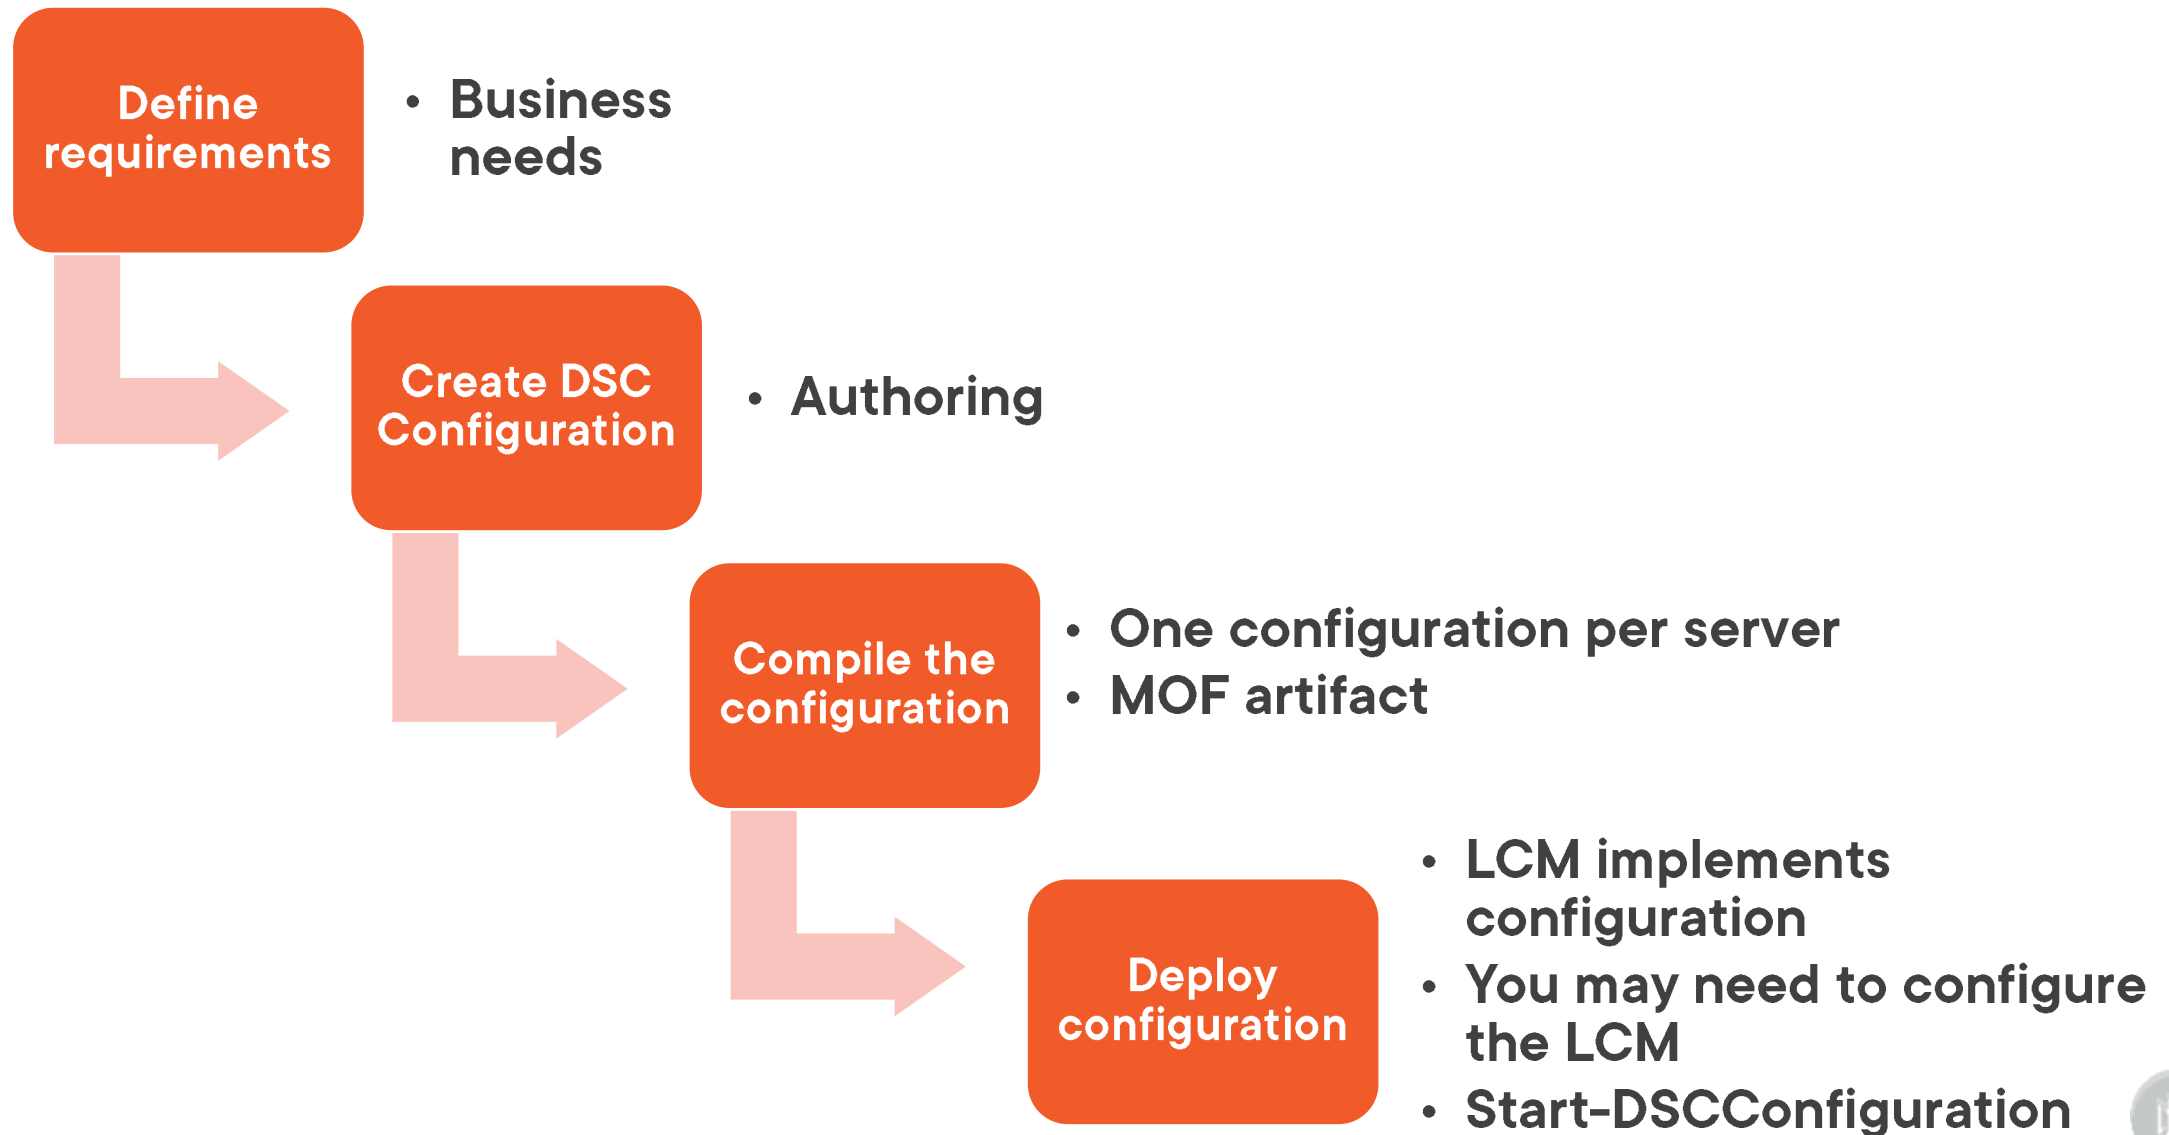 Define
requirements
• Business
needs
Create DSC
Configuration
• Authoring
Compile the
configuration
• One configuration per server
• MOF artifact
Deploy
configuration
• LCM implements
configuration
• You may need to configure
the LCM
• Start-DSCConfiguration